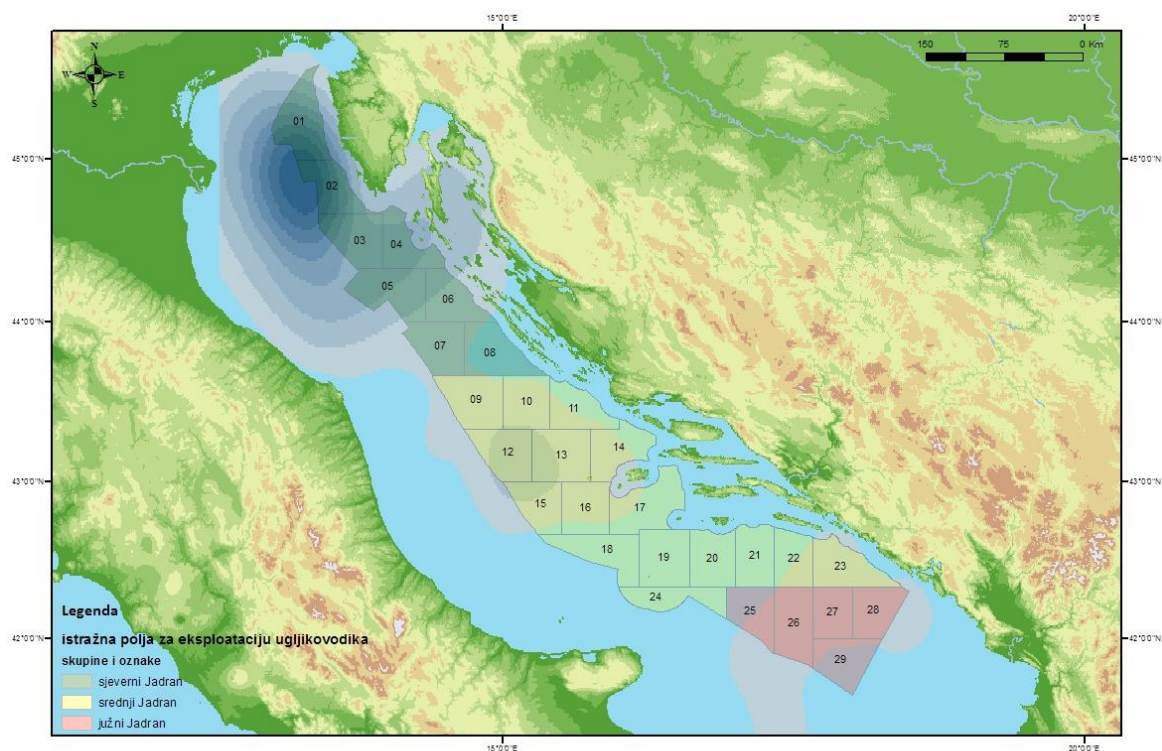 15°0'0"E 20°0'0"E
N
W E
S
150 75 0 Km
45°0'0"N 45°0'0"N
44°0'0"N 44°0'0"N
43°0'0"N 43°0'0"N
42°0'0"N 42°0'0"N
01
02
03 04
05 06
07 08
09 10 11
12 13 14
15 16 17
18 19 20 21 22 23
24 25 26 27 28
29
Legenda
istražna polja za eksploataciju ugljikovodika
skupine i oznake
sjeverni Jadran
srednji Jadran
južni Jadran
15°0'0"E 20°0'0"E